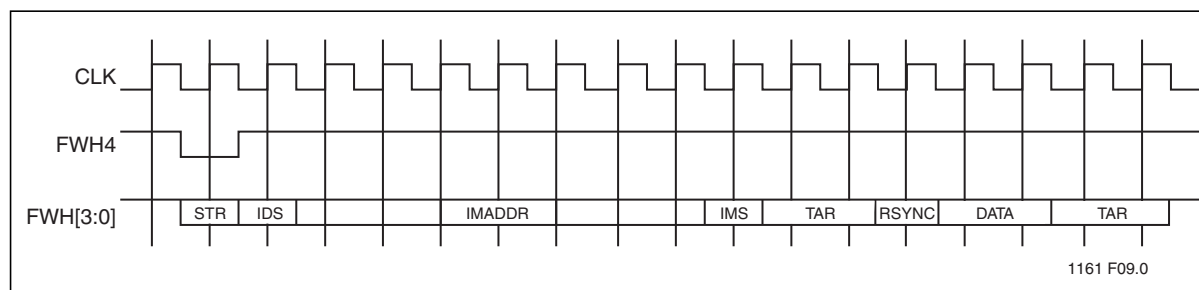 CLK
FWH4
FWH[3:0]
STR IDS IMADDR IMS TAR RSYNC DATA TAR
1161 F09.0